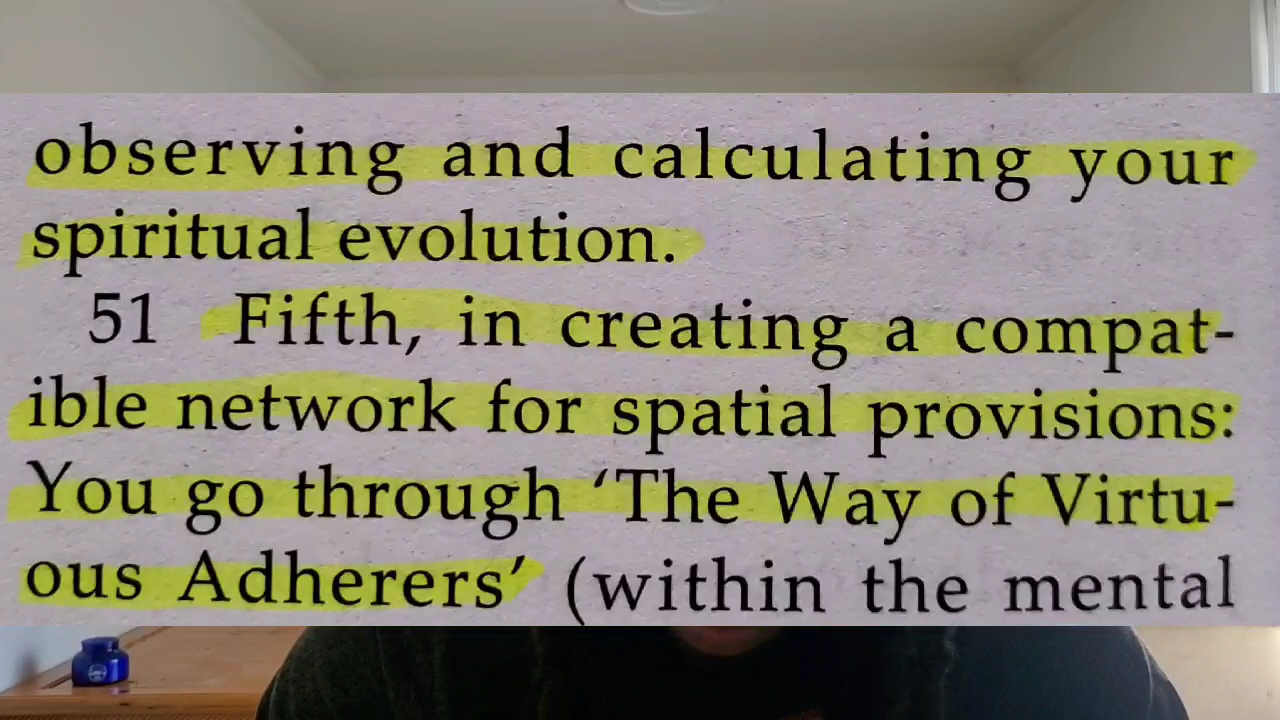 observing and calculating your
spiritual evolution.
51 Fifth, in creating a compat-
ible network for spatial provisions:
You go through ‘The Way of Virtu-
ous Adherers’ (within the mental